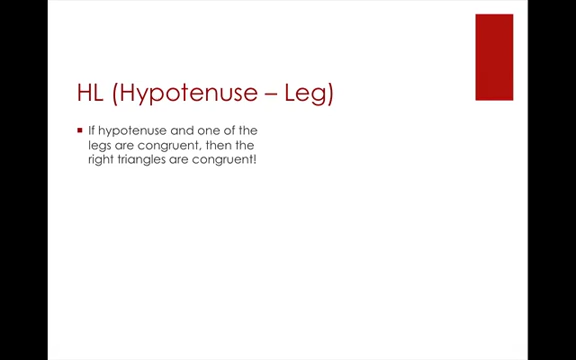 HL (Hypotenuse – Leg)
If hypotenuse and one of the
legs are congruent, then the
right triangles are congruent!